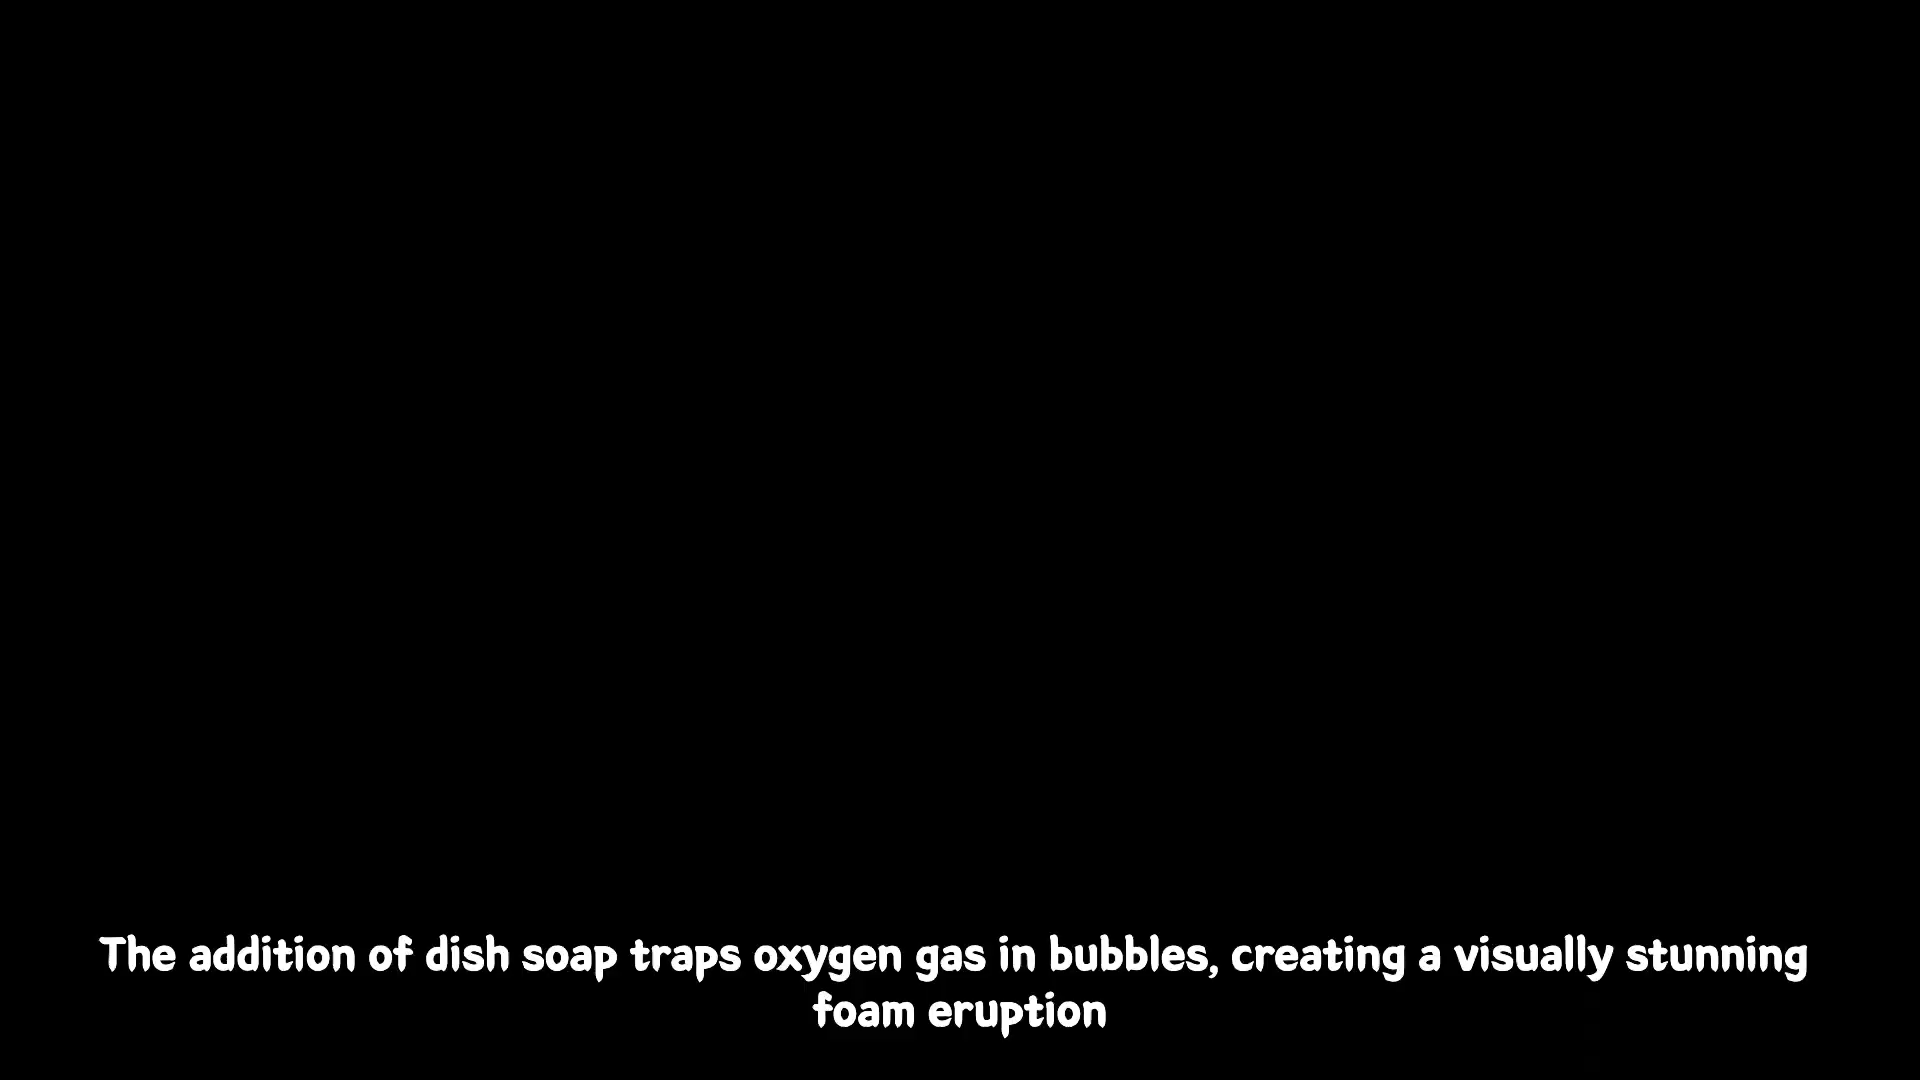 The addition of dish soap traps oxygen gas in bubbles, creating a visually stunning
foam eruption